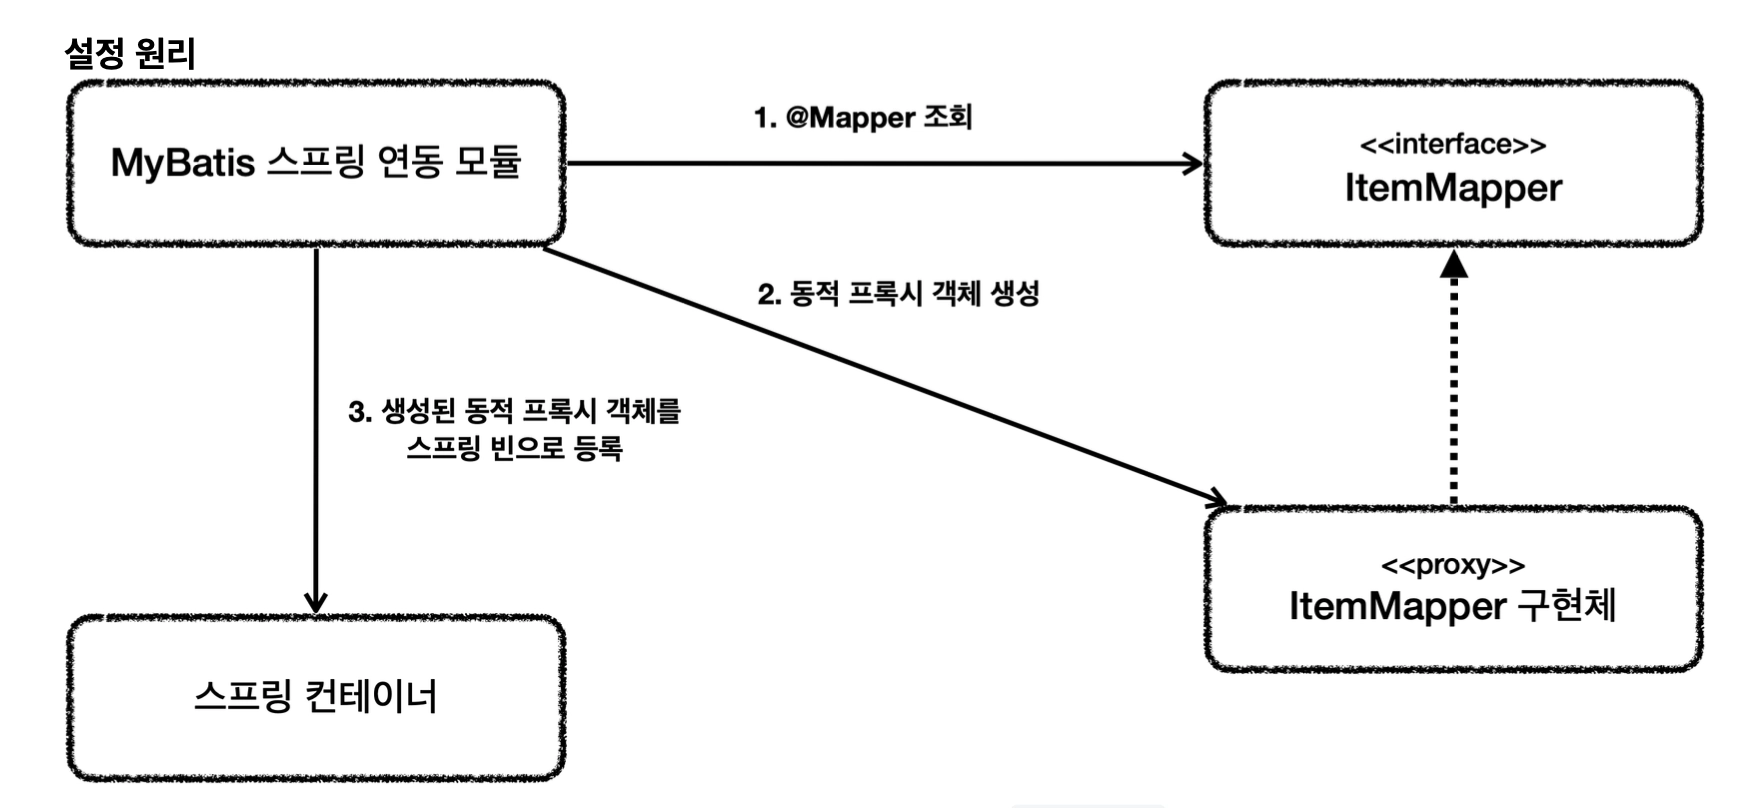 설정 원리
MyBatis 스프링 연동 모듈
1. @Mapper 조회
<<interface>>
ItemMapper
2. 동적 프록시 객체 생성
3. 생성된 동적 프록시 객체를
스프링 빈으로 등록
<<proxy>>
ItemMapper 구현체
스프링 컨테이너